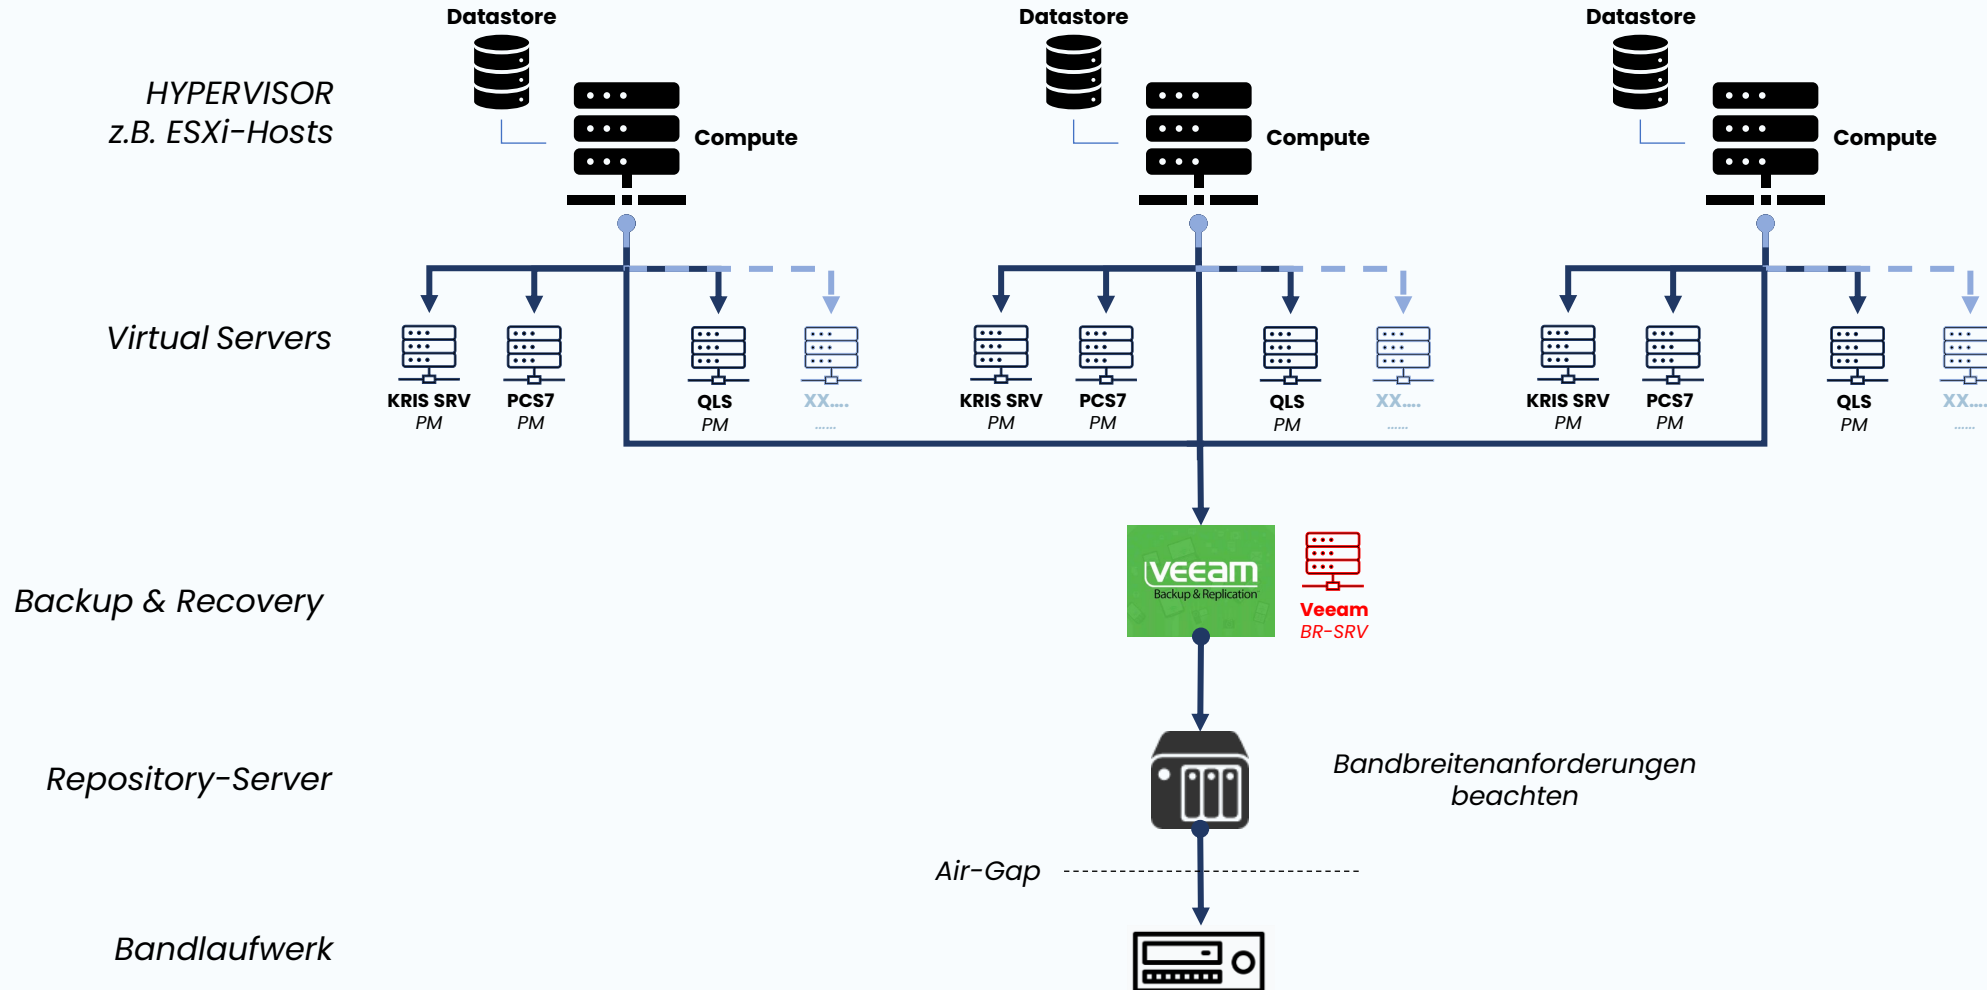 Datastore
Datastore
Datastore
HYPERVISOR
z.B. ESXi-Hosts
Compute
Compute
Compute
Virtual Servers
KRIS SRV
PM
PCS7
PM
QLS
PM
XX....
......
KRIS SRV
PM
PCS7
PM
QLS
PM
XX....
......
KRIS SRV
PM
PCS7
PM
QLS
PM
XX....
......
Backup & Recovery
veeam
Backup & Replication
Veeam
BR-SRV
Repository-Server
Bandbreitenanforderungen
beachten
Air-Gap
Bandlaufwerk